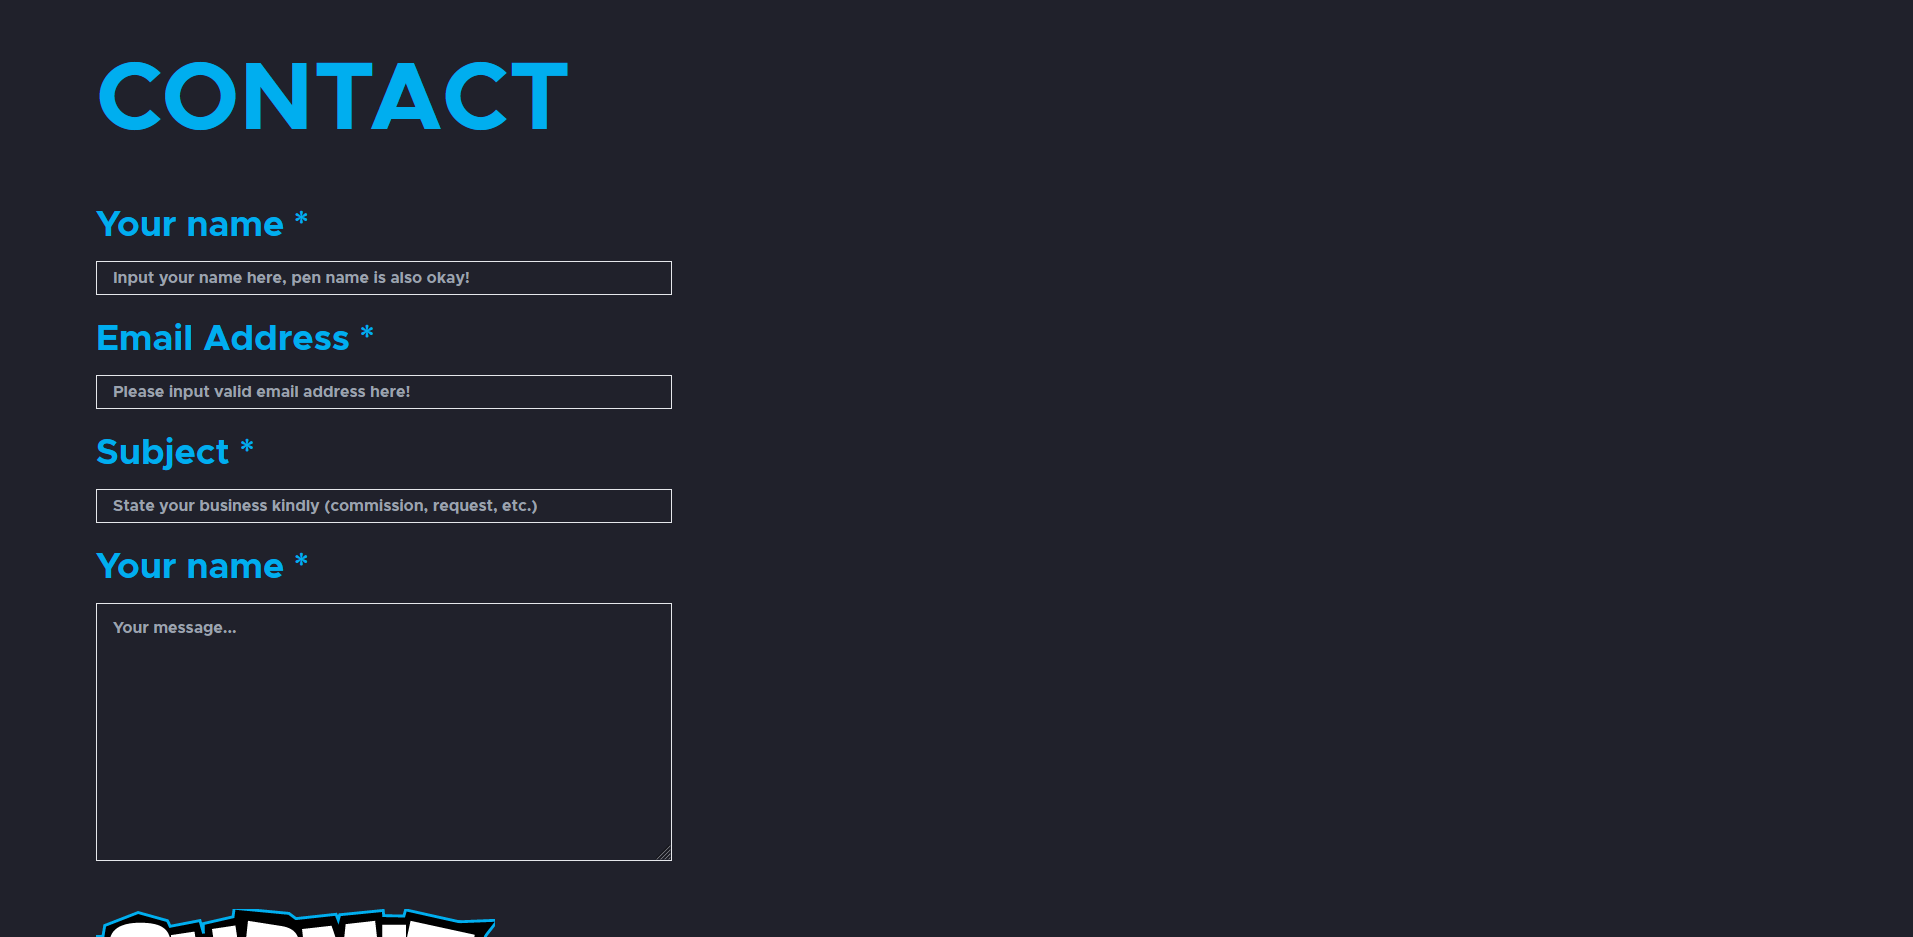 CONTACT
Your name *
Input your name here, pen name is also okay!
Email Address *
Please input valid email address here!
Subject *
State your business kindly (commission, request, etc.)
Your name *
Your message...